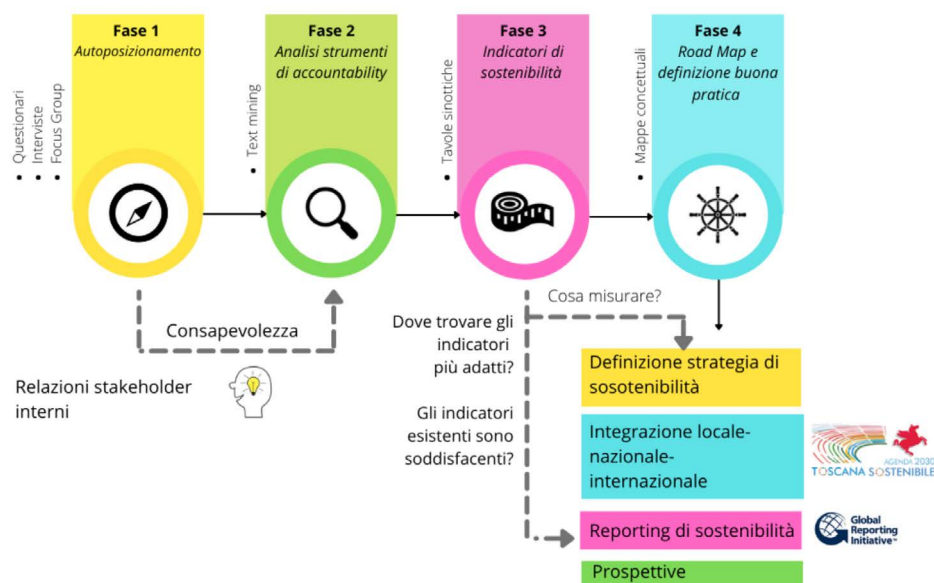 Fase 1
Autoposizionamento
Questionari
Interviste
Focus Group
Fase 2
Analisi strumenti
di accountability
Text mining
Fase 3
Indicatori di
sostenibilità
Tavole sinottiche
Fase 4
Road Map e
definizione buona
pratica
Mappe concettuali
Consapevolezza
Relazioni stakeholder
interni
Cosa misurare?
Dove trovare gli
indicatori
più adatti?
Gli indicatori
esistenti sono
soddisfacenti?
Definizione strategia di
sosotenibilità
Integrazione locale-
nazionale-
internazionale
AGENDA 2030
TOSCANA SOSTENIBILE
Reporting di sostenibilità
Global
Reporting
Initiative™
Prospettive